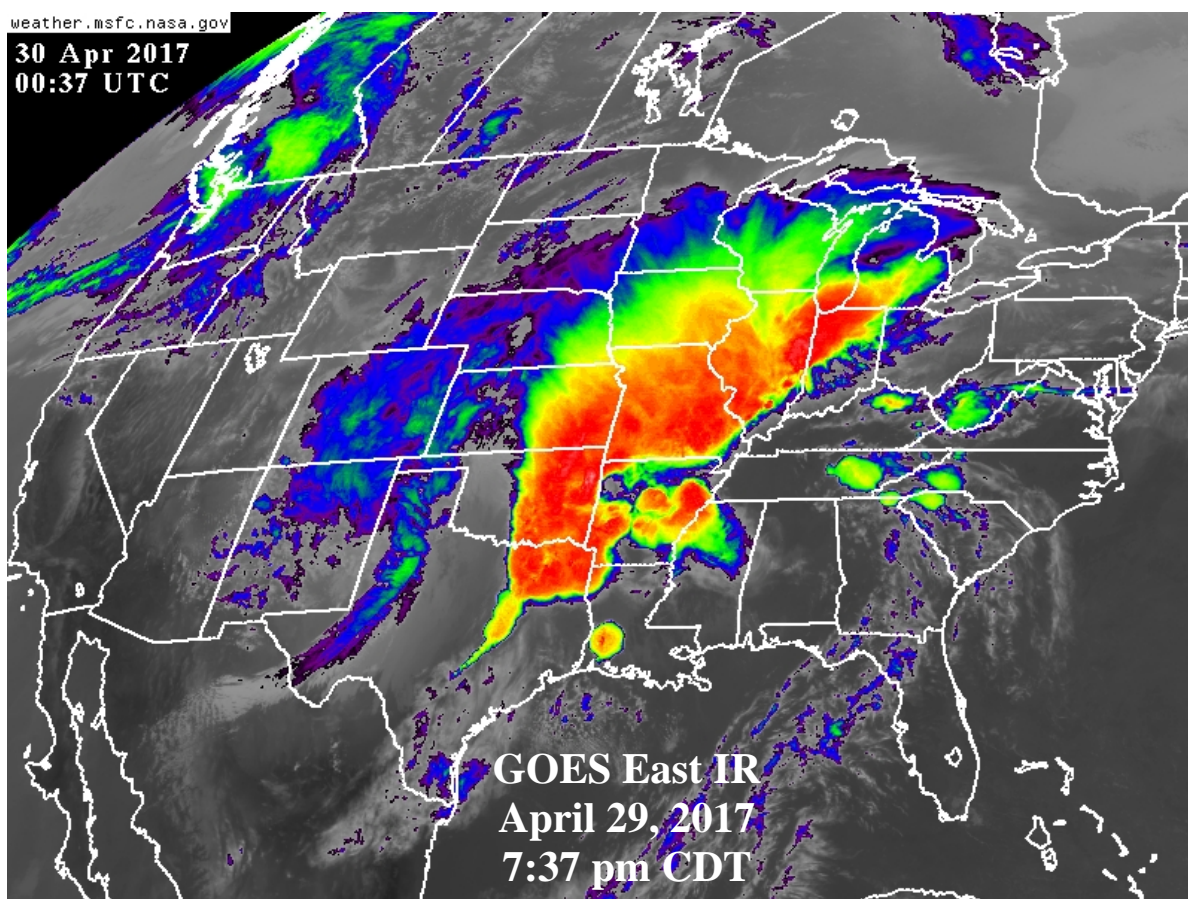 weather.msfc.nasa.gov
30 Apr 2017
00:37 UTC
GOES East IR
April 29, 2017
7:37 pm CDT